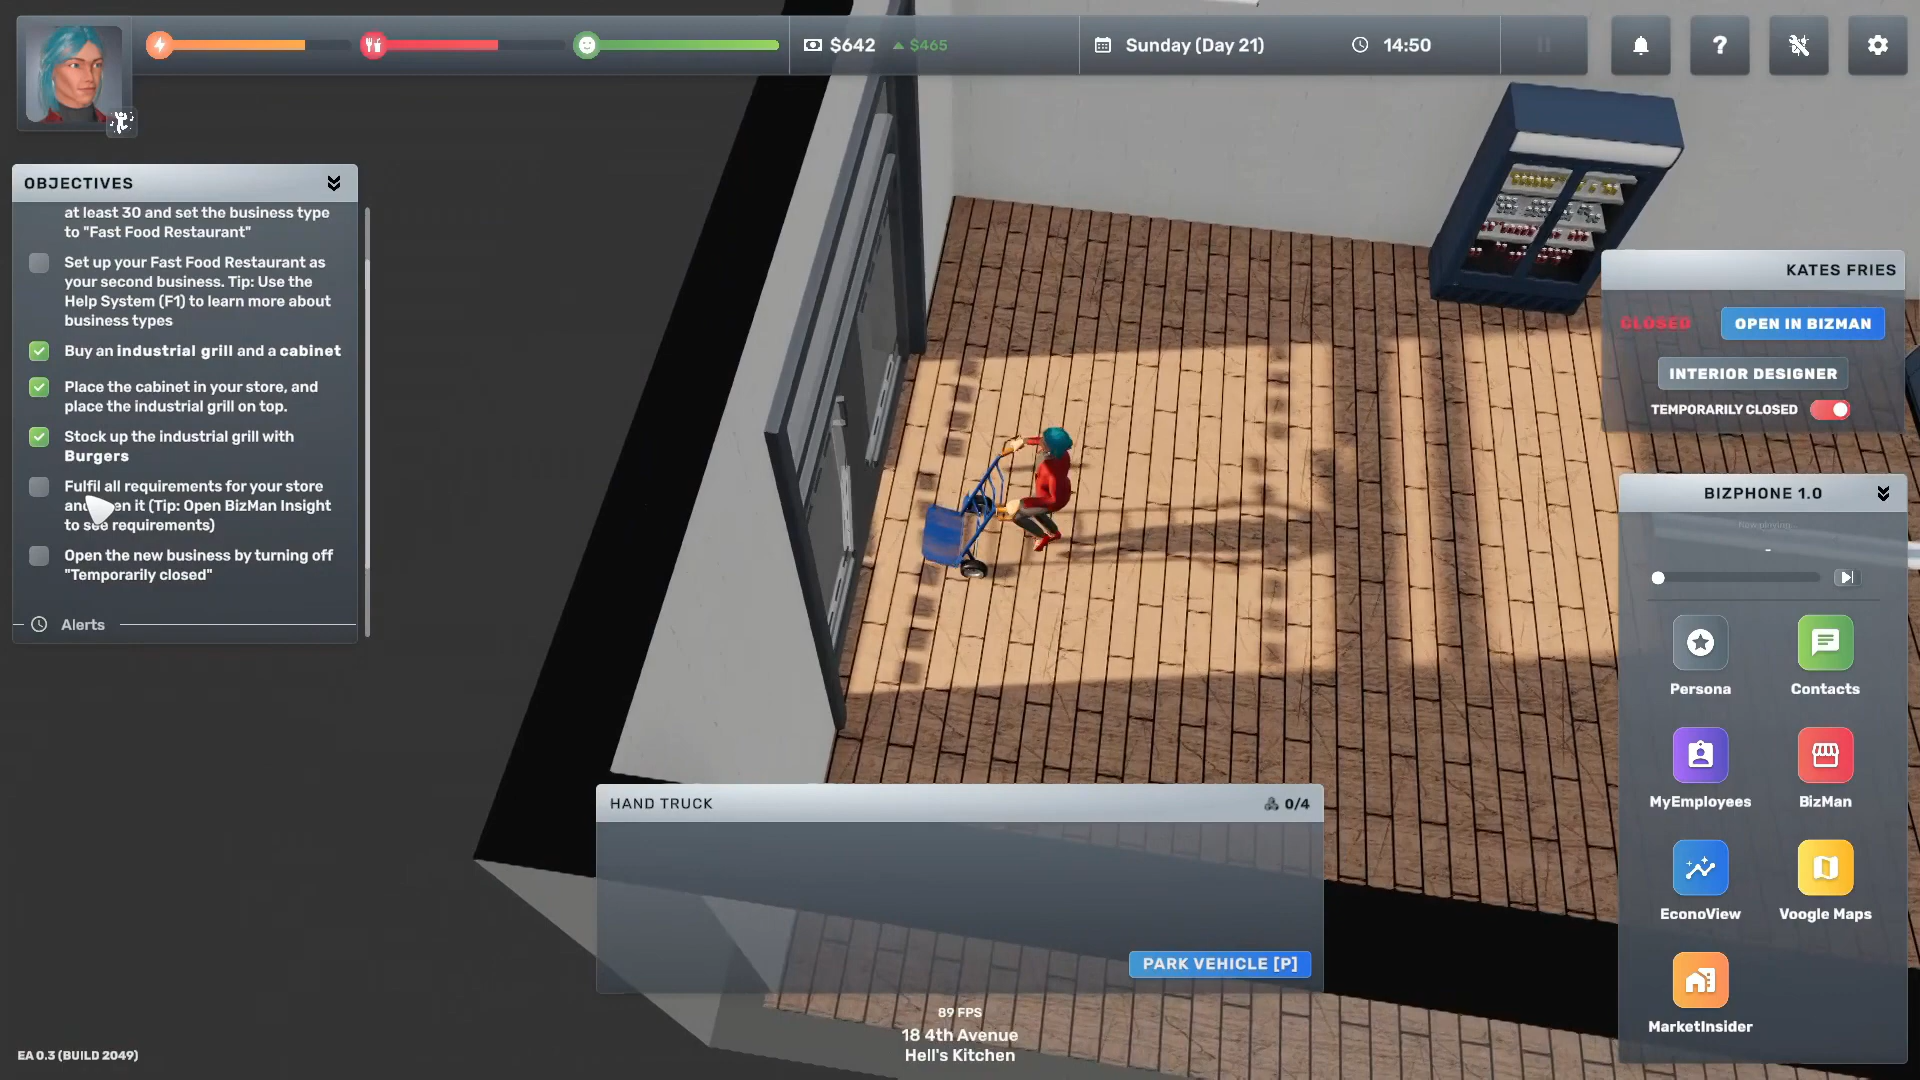 $642
$465
Sunday (Day 21)
14:50
?
OBJECTIVES
at least 30 and set the business type
to "Fast Food Restaurant"
Set up your Fast Food Restaurant as
your second business. Tip: Use the
Help System (F1) to learn more about
business types
Buy an industrial grill and a cabinet
Place the cabinet in your store, and
place the industrial grill on top.
Stock up the industrial grill with
Burgers
Fulfil all requirements for your store
and open it (Tip: Open BizMan Insight
to see requirements)
Open the new business by turning off
"Temporarily closed"
Alerts
KATES FRIES
CLOSED
OPEN IN BIZMAN
INTERIOR DESIGNER
TEMPORARILY CLOSED
BIZPHONE 1.0
Now playing...
-
Persona
Contacts
MyEmployees
BizMan
EconoView
Voogle Maps
MarketInsider
HAND TRUCK
0/4
PARK VEHICLE [P]
89 FPS
18 4th Avenue
Hell's Kitchen
EA 0.3 (BUILD 2049)